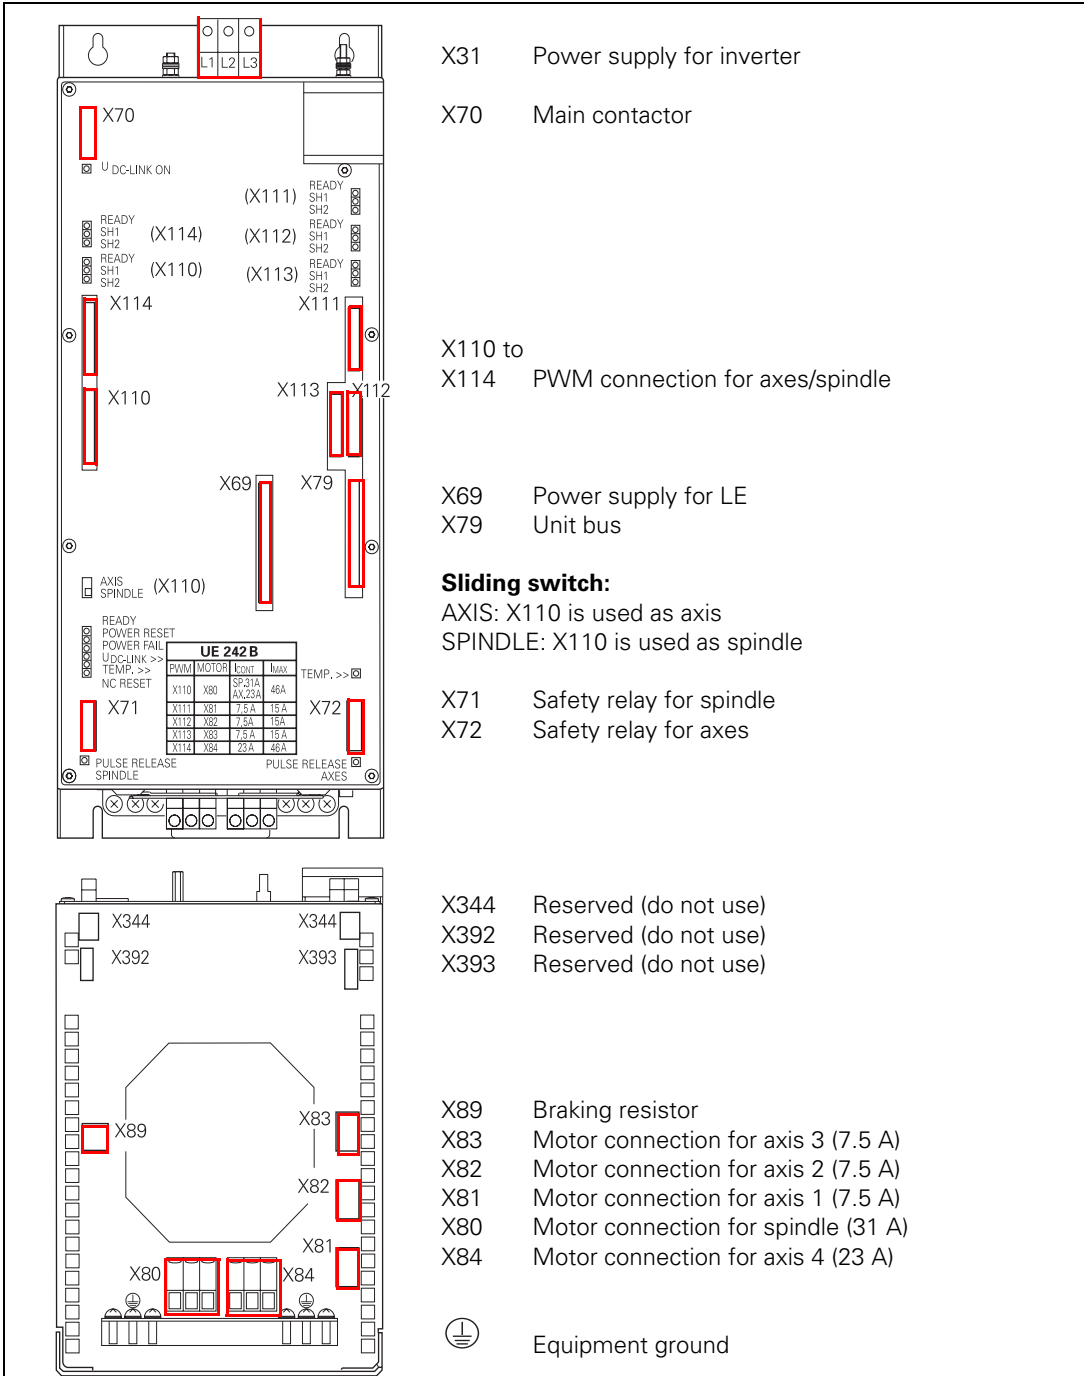 L1 L2 L3
X31 Power supply for inverter
X70
X70 Main contactor
U DC-LINK ON
(X111) READY
SH1
SH2
READY
SH1 (X114)
SH2
(X112) READY
SH1
SH2
READY
SH1 (X110)
SH2
(X113) READY
SH1
SH2
X114
X111
X110 to
X114 PWM connection for axes/spindle
X110
X113 X112
X69 X79
X69 Power supply for LE
X79 Unit bus
AXIS
SPINDLE (X110)
Sliding switch:
AXIS: X110 is used as axis
SPINDLE: X110 is used as spindle
READY
POWER RESET
POWER FAIL
UDC-LINK >>
TEMP. >>
NC RESET
UE 242 B
PWM MOTOR ICONT IMAX
X110 X80 SP.31A AX.23A 46A
X111 X81 7,5 A 15 A
X112 X82 7,5A 15A
X113 X83 7,5 A 15 A
X114 X84 23 A 46 A
TEMP. >>
X71
X72
X71 Safety relay for spindle
X72 Safety relay for axes
PULSE RELEASE
SPINDLE
PULSE RELEASE
AXES
X344 X344
X392 X393
X344 Reserved (do not use)
X392 Reserved (do not use)
X393 Reserved (do not use)
X89
X83
X82
X81
X80
X84
X89 Braking resistor
X83 Motor connection for axis 3 (7.5 A)
X82 Motor connection for axis 2 (7.5 A)
X81 Motor connection for axis 1 (7.5 A)
X80 Motor connection for spindle (31 A)
X84 Motor connection for axis 4 (23 A)
Equipment ground